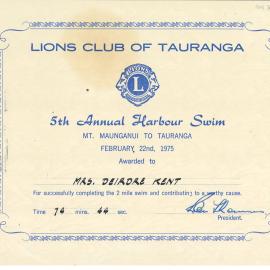 LIONS CLUB OF TAURANGA
L
5th Annual Harbour Swim
MT. MAUNGANUI TO TAURANGA
FEBRUARY 22nd, 1975
Awarded to
MRS. DEIRDRE KENT
For successfully completing the 2 mile swim and contributing to a worthy cause.
Time 74 mins. 44 sec.
President.